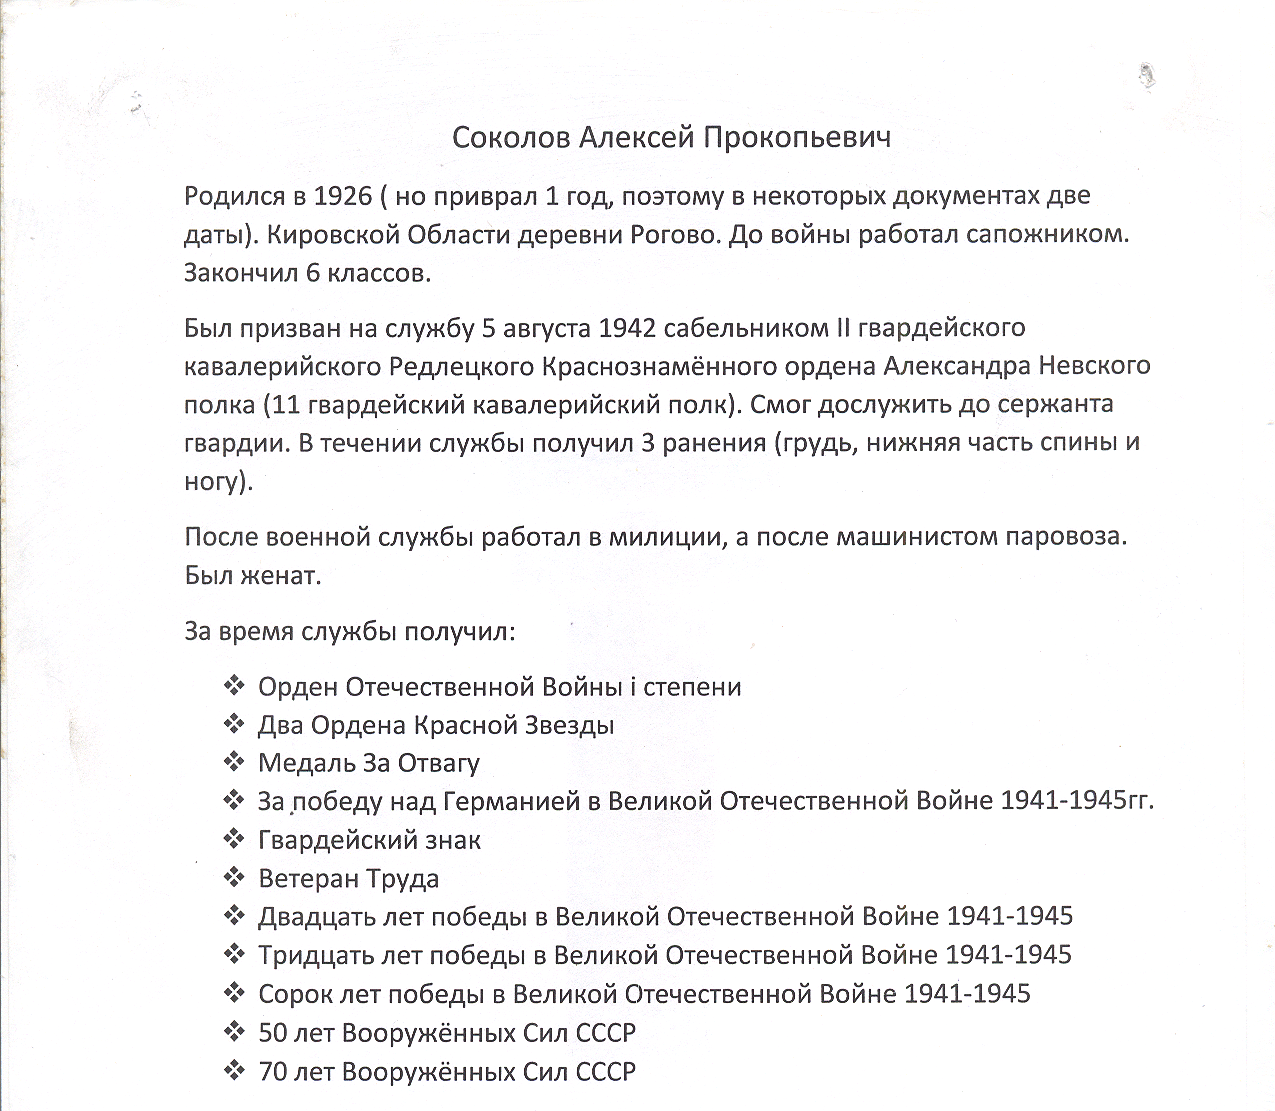 Соколов Алексей Прокопьевич
Родился в 1926 ( но приврал 1 год, поэтому в некоторых документах две
даты). Кировской Области деревни Рогово. До войны работал сапожником.
Закончил 6 классов.
Был призван на службу 5 августа 1942 сабельником II гвардейского
кавалерийского Редлецкого Краснознамённого ордена Александра Невского
полка (11 гвардейский кавалерийский полк). Смог дослужить до сержанта
гвардии. В течении службы получил 3 ранения (грудь, нижняя часть спины и
ногу).
После военной службы работал в милиции, а после машинистом паровоза.
Был женат.
За время службы получил:
❖ Орден Отечественной Войны i степени
❖ Два Ордена Красной Звезды
❖ Медаль За Отвагу
❖ За победу над Германией в Великой Отечественной Войне 1941-1945гг.
❖ Гвардейский знак
❖ Ветеран Труда
❖ Двадцать лет победы в Великой Отечественной Войне 1941-1945
❖ Тридцать лет победы в Великой Отечественной Войне 1941-1945
❖ Сорок лет победы в Великой Отечественной Войне 1941-1945
❖ 50 лет Вооружённых Сил СССР
❖ 70 лет Вооружённых Сил СССР